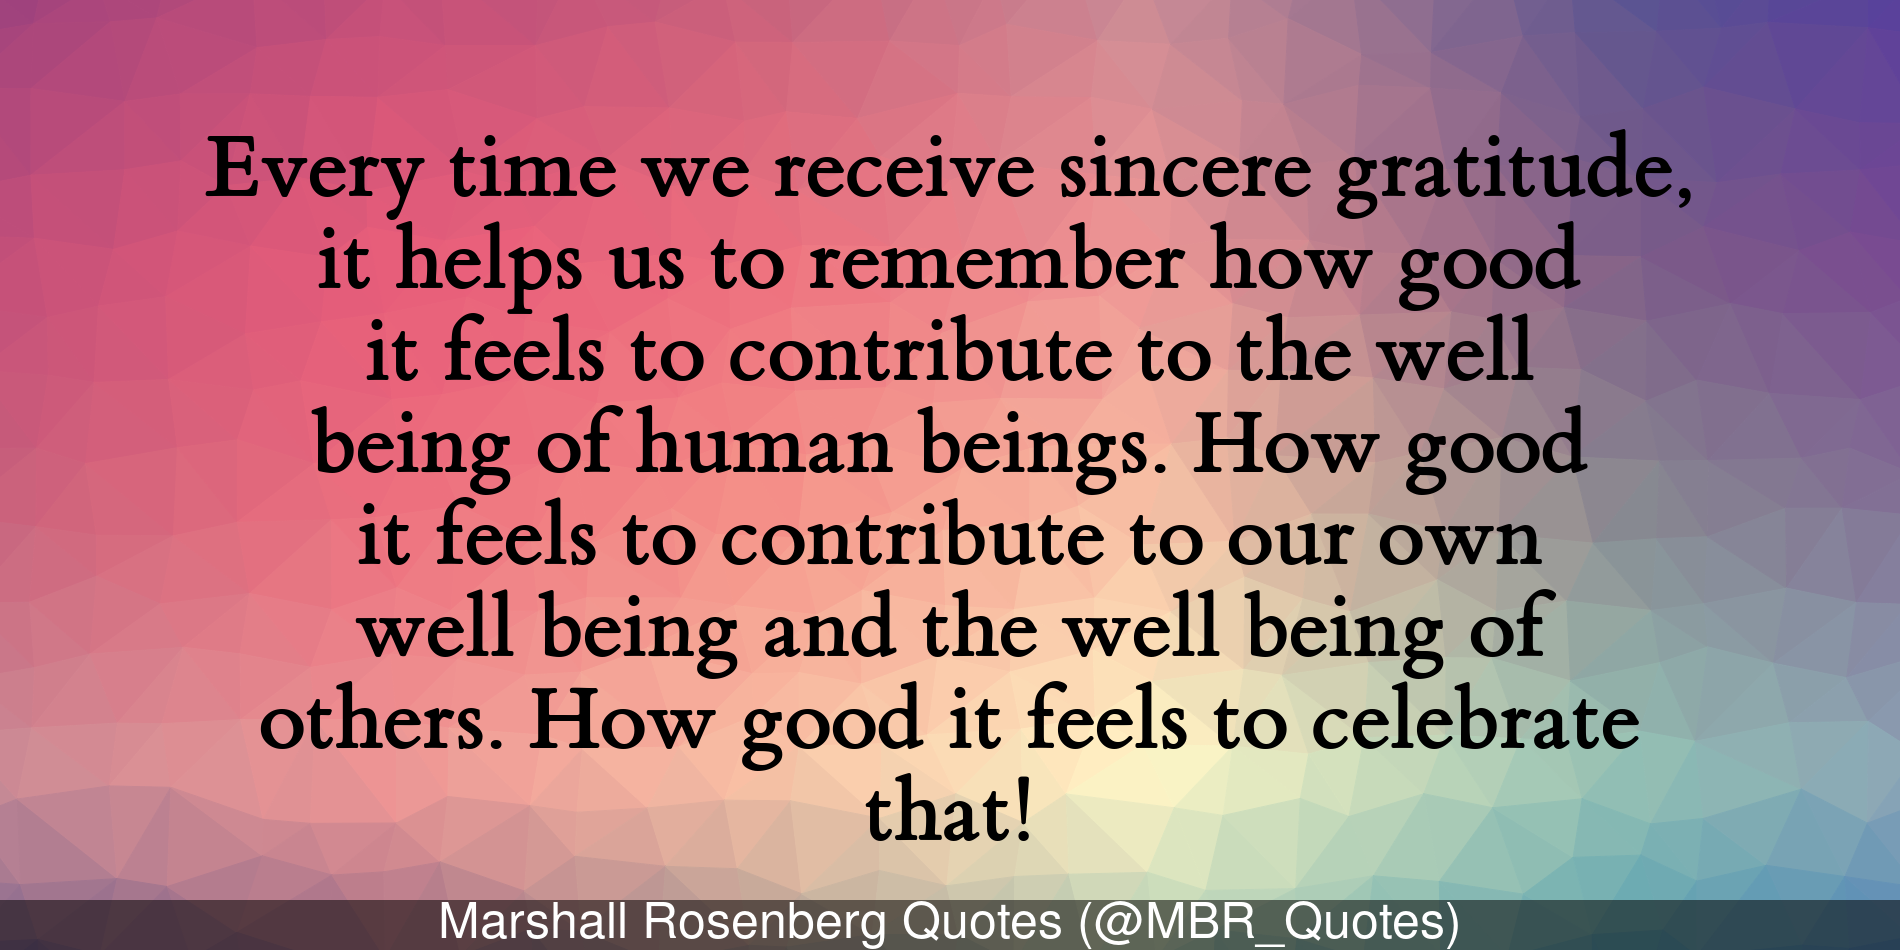 Every time we receive sincere gratitude,
it helps us to remember how good
it feels to contribute to the well
being of human beings. How good
it feels to contribute to our own
well being and the well being of
others. How good it feels to celebrate
that!
Marshall Rosenberg Quotes (@MBR_Quotes)